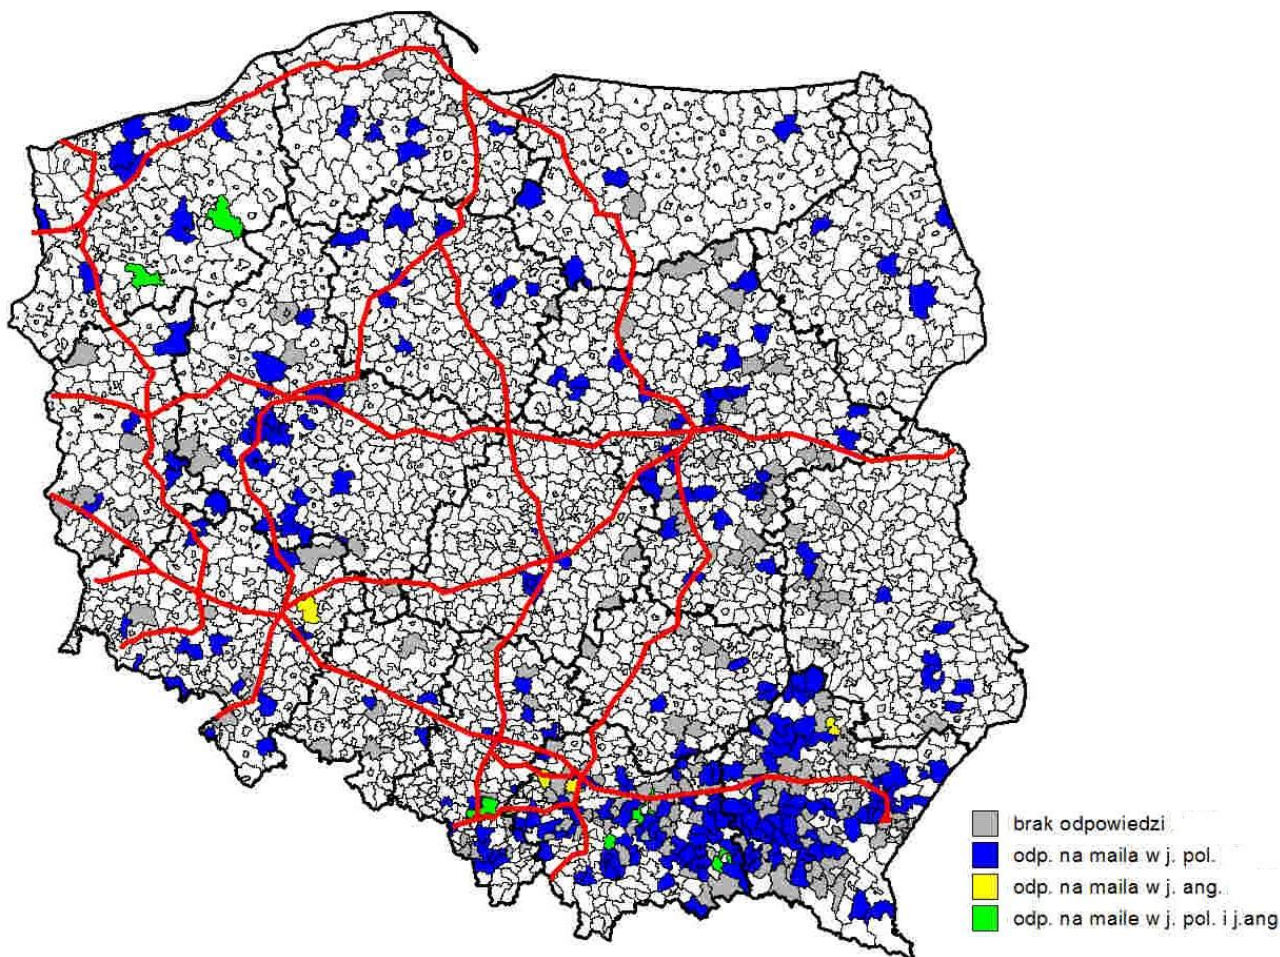 brak odpowiedzi
odp. na maila w j. pol.
odp. na maila w j. ang.
odp. na maile w j. pol. i j.ang